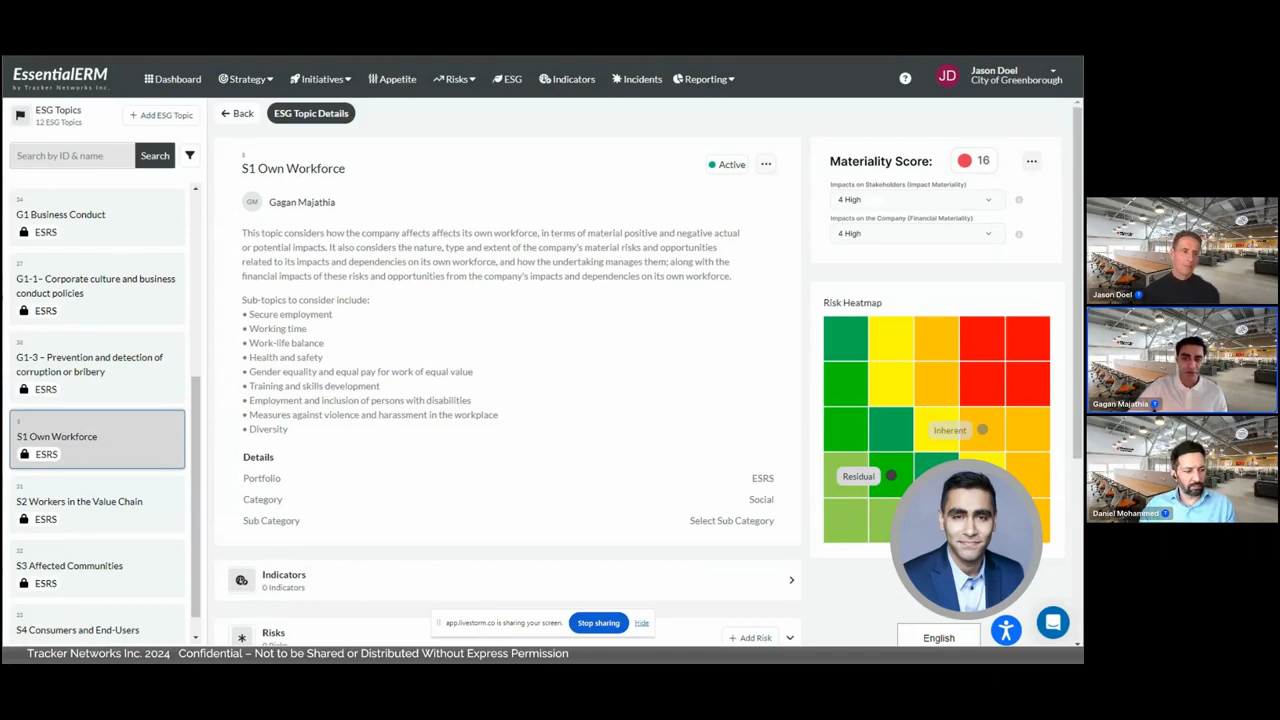 EssentialERM
by Tracker Networks Inc.
Dashboard
Strategy
Initiatives
Appetite
Risks
ESG
Indicators
Incidents
Reporting
?
JD
Jason Doel
City of Greenborough
ESG Topics
12 ESG Topics
+ Add ESG Topic
Search by ID & name
Search
34
G1 Business Conduct
ESRS
37
G1-1– Corporate culture and business
conduct policies
ESRS
36
G1-3 – Prevention and detection of
corruption or bribery
ESRS
5
S1 Own Workforce
ESRS
21
S2 Workers in the Value Chain
ESRS
32
S3 Affected Communities
ESRS
33
S4 Consumers and End-Users
← Back
ESG Topic Details
5
S1 Own Workforce
Active
GM
Gagan Majathia
This topic considers how the company affects affects its own workforce, in terms of material positive and negative actual
or potential impacts. It also considers the nature, type and extent of the company's material risks and opportunities
related to its impacts and dependencies on its own workforce, and how the undertaking manages them; along with the
financial impacts of these risks and opportunities from the company's impacts and dependencies on its own workforce.
Sub-topics to consider include:
• Secure employment
• Working time
• Work-life balance
• Health and safety
• Gender equality and equal pay for work of equal value
• Training and skills development
• Employment and inclusion of persons with disabilities
• Measures against violence and harassment in the workplace
• Diversity
Details
Portfolio ESRS
Category Social
Sub Category Select Sub Category
Indicators
0 Indicators
Risks
+ Add Risk
Materiality Score: 16
Impacts on Stakeholders (Impact Materiality)
4 High
Impacts on the Company (Financial Materiality)
4 High
Risk Heatmap
Inherent
Residual
app.livestorm.co is sharing your screen.
Stop sharing
Hide
English
Tracker Networks Inc. 2024 Confidential – Not to be Shared or Distributed Without Express Permission
Jason Doel
Gagan Majathia
Daniel Mohammed